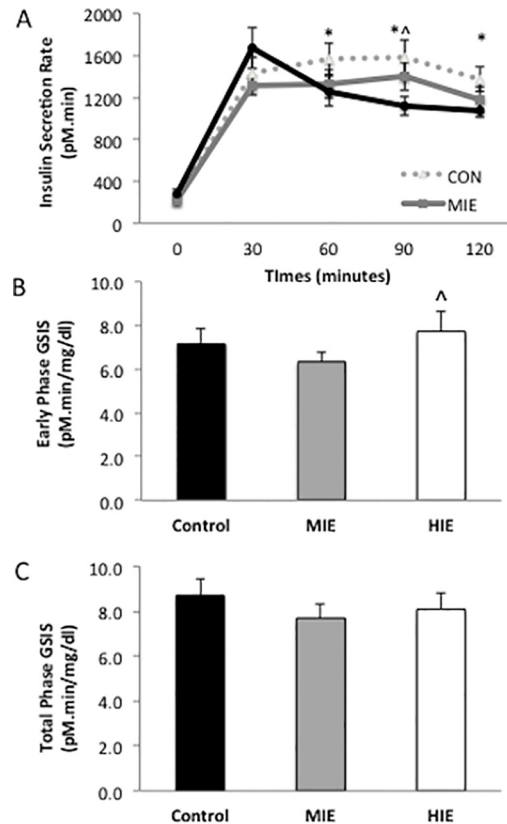 A
2000
1600
1200
800
400
0
Insulin Secretion Rate
(pM.min)
* *^ *
CON
MIE
0 30 60 90 120
TImes (minutes)
B
10.0
8.0
6.0
4.0
2.0
0.0
Early Phase GSIS
(pM.min/mg/dl)
^
Control MIE HIE
C
10.0
8.0
6.0
4.0
2.0
0.0
Total Phase GSIS
(pM.min/mg/dl)
Control MIE HIE